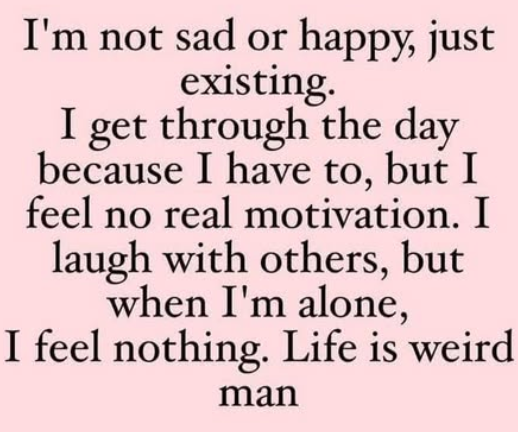 I'm not sad or happy, just
existing.
I get through the day
because I have to, but I
feel no real motivation. I
laugh with others, but
when I'm alone,
I feel nothing. Life is weird
man